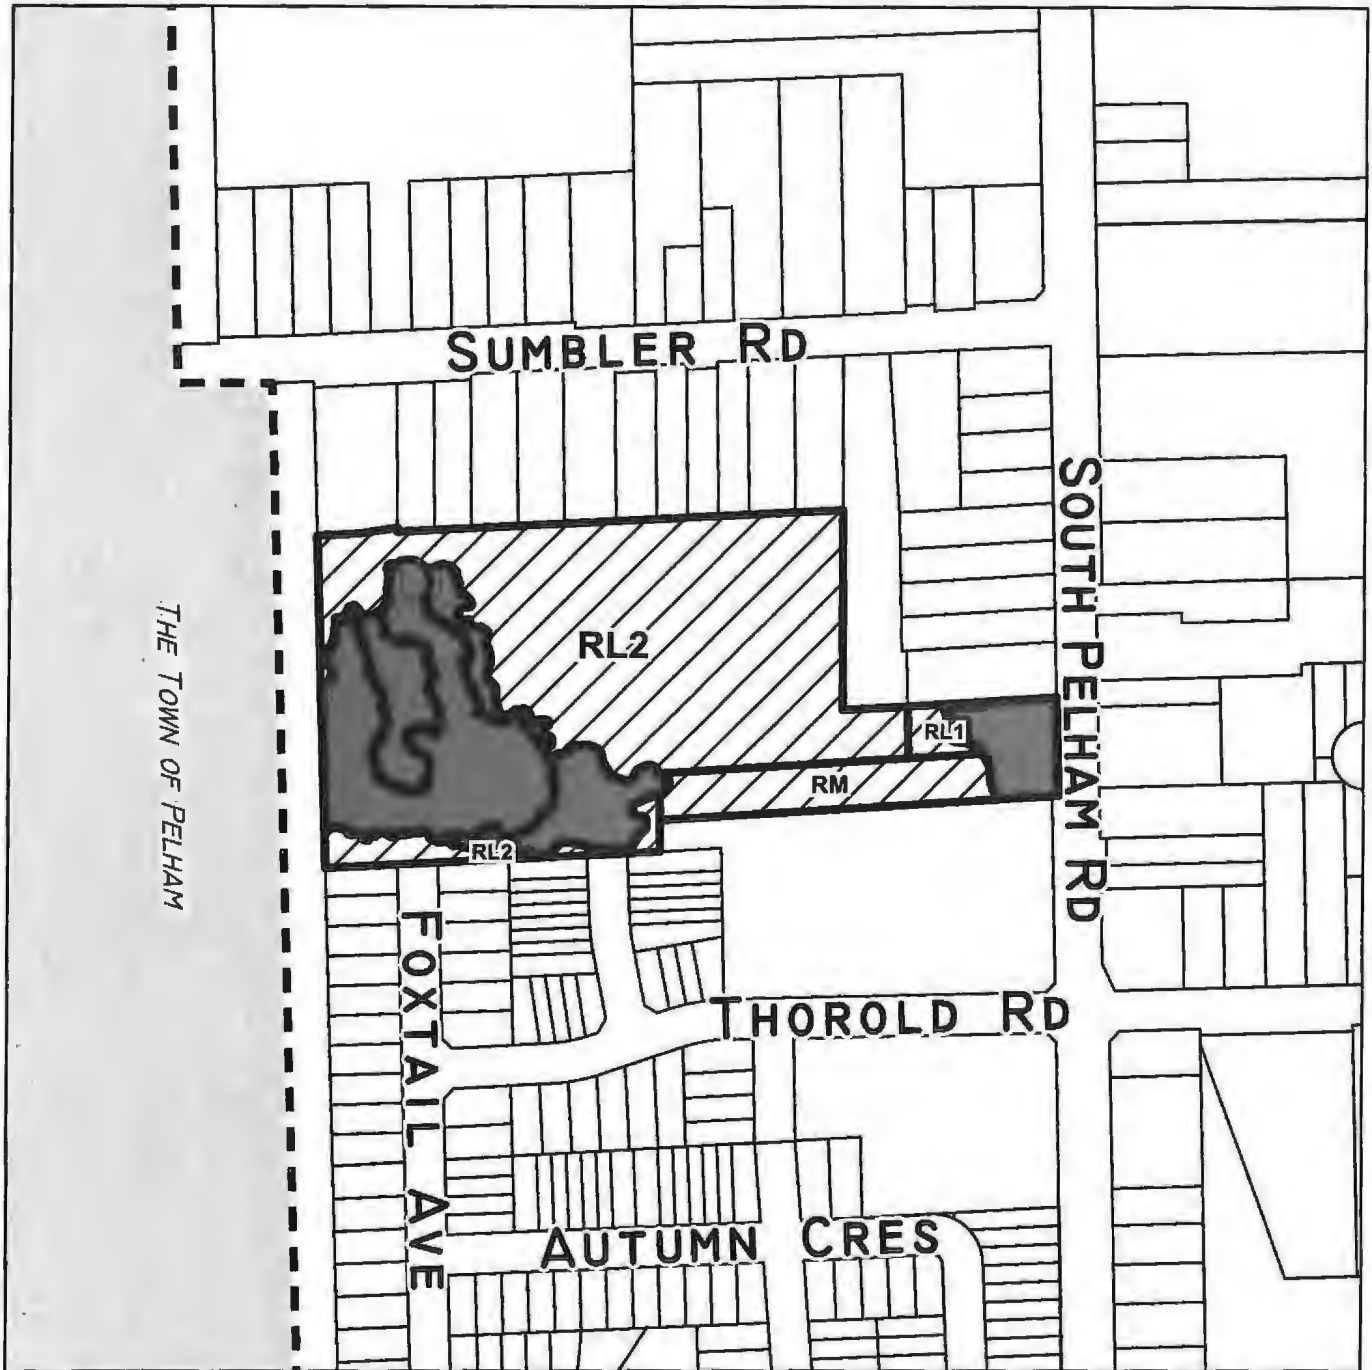 SUMBLER RD
SOUTH PELHAM RD
THE TOWN OF PELHAM
RL2
RL1
RM
RL2
FOXTAIL AVE
THOROLD RD
AUTUMN CRES